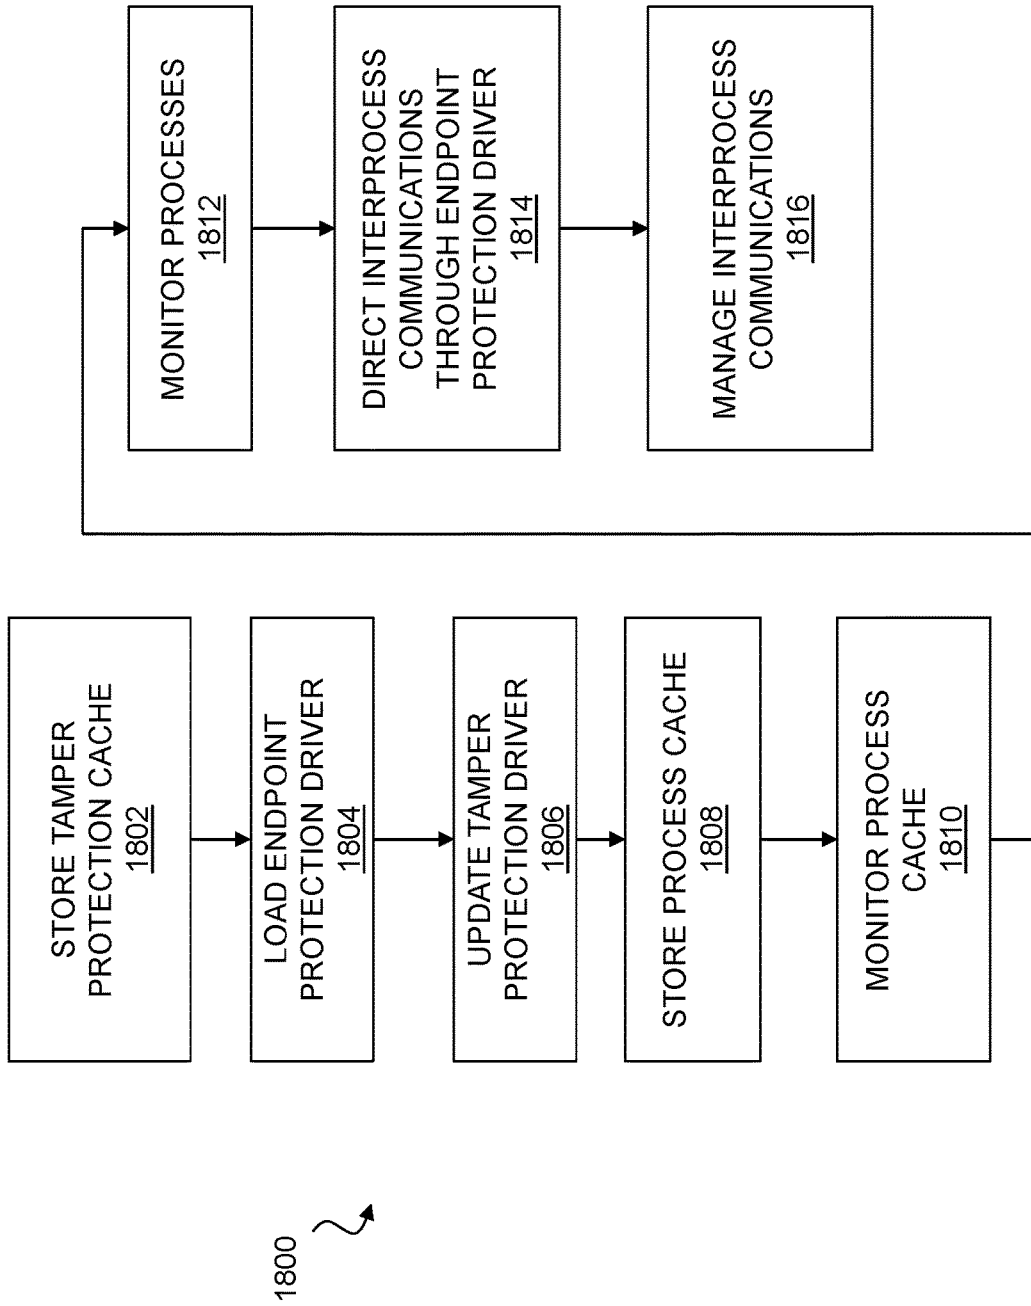 1800
STORE TAMPER
PROTECTION CACHE
1802
LOAD ENDPOINT
PROTECTION DRIVER
1804
UPDATE TAMPER
PROTECTION DRIVER
1806
STORE PROCESS CACHE
1808
MONITOR PROCESS
CACHE
1810
MONITOR PROCESSES
1812
DIRECT INTERPROCESS
COMMUNICATIONS
THROUGH ENDPOINT
PROTECTION DRIVER
1814
MANAGE INTERPROCESS
COMMUNICATIONS
1816